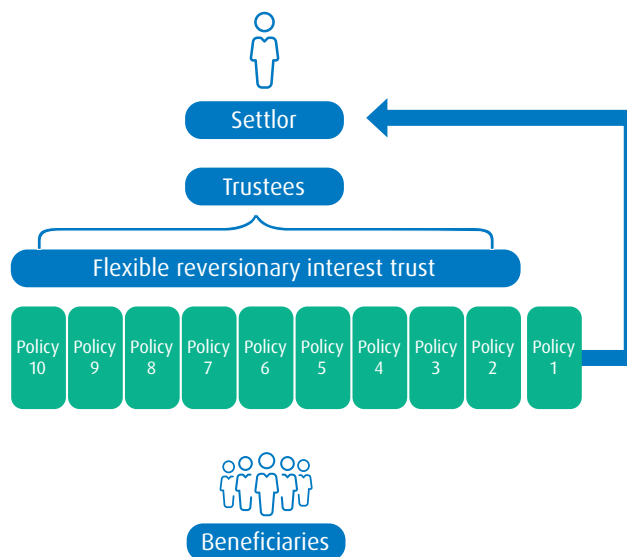 Settlor
Trustees
Flexible reversionary interest trust
Policy
10
Policy
9
Policy
8
Policy
7
Policy
6
Policy
5
Policy
4
Policy
3
Policy
2
Policy
1
Beneficiaries